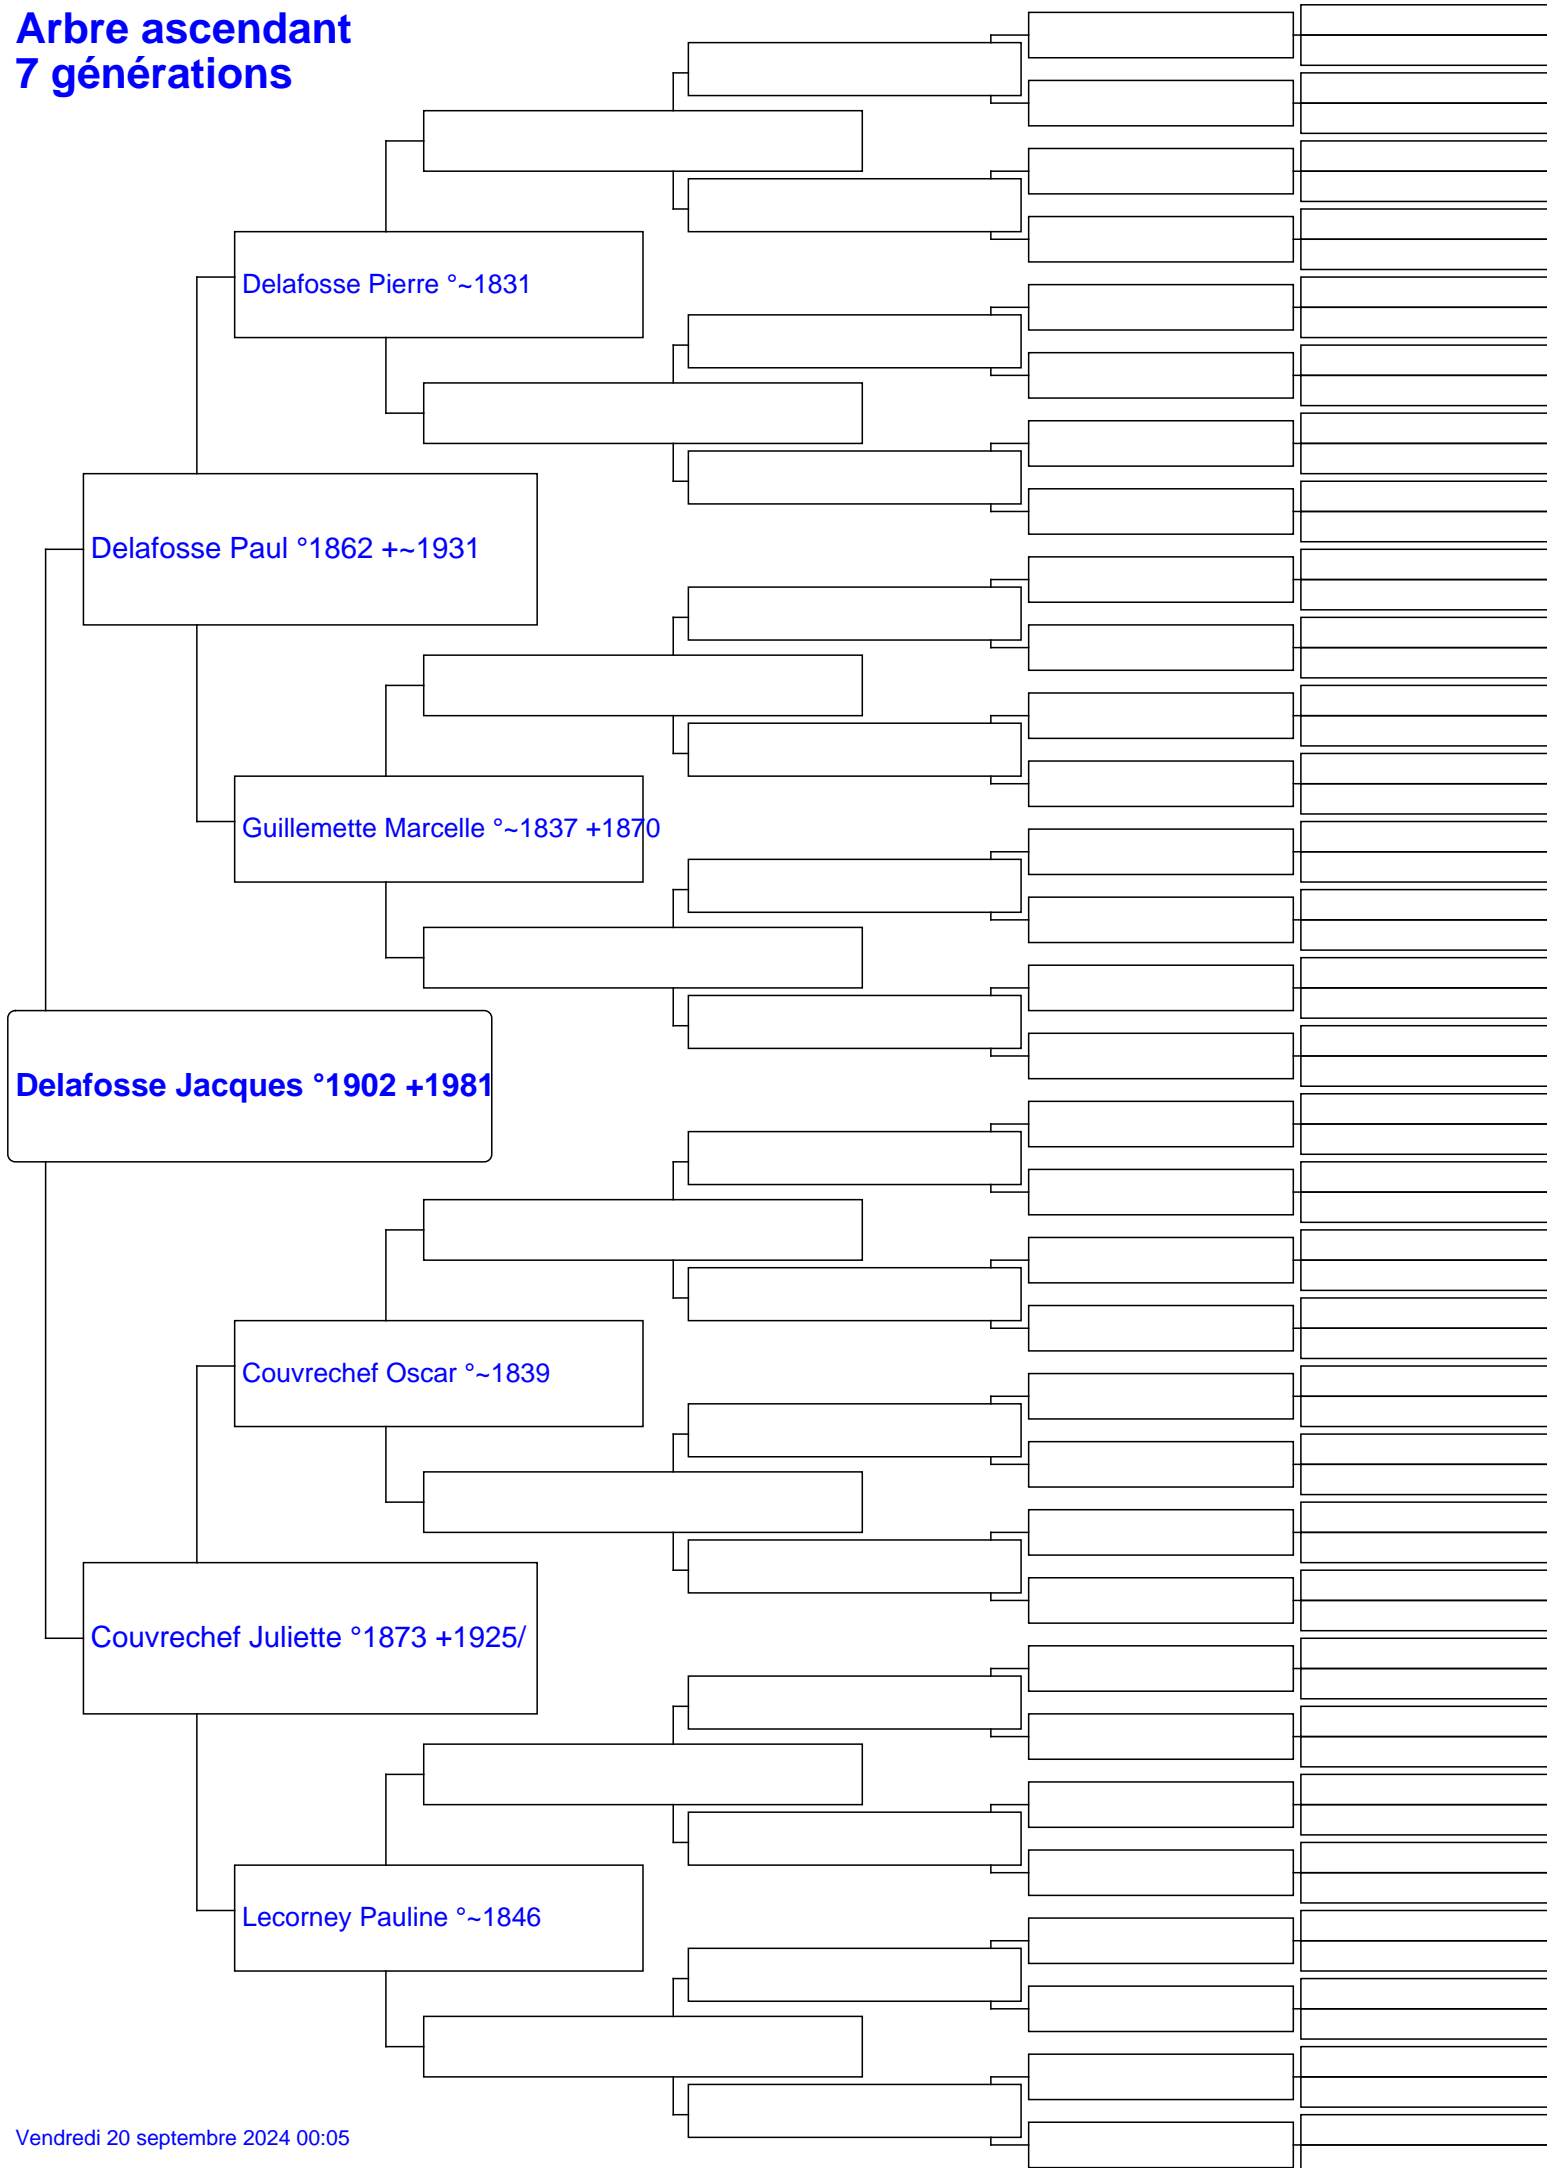 Arbre ascendant
7 générations
Delafosse Pierre °~1831
Delafosse Paul °1862 +~1931
Guillemette Marcelle °~1837 +1870
Delafosse Jacques °1902 +1981
Couvrechef Oscar °~1839
Couvrechef Juliette °1873 +1925/
Lecorney Pauline °~1846
Vendredi 20 septembre 2024 00:05